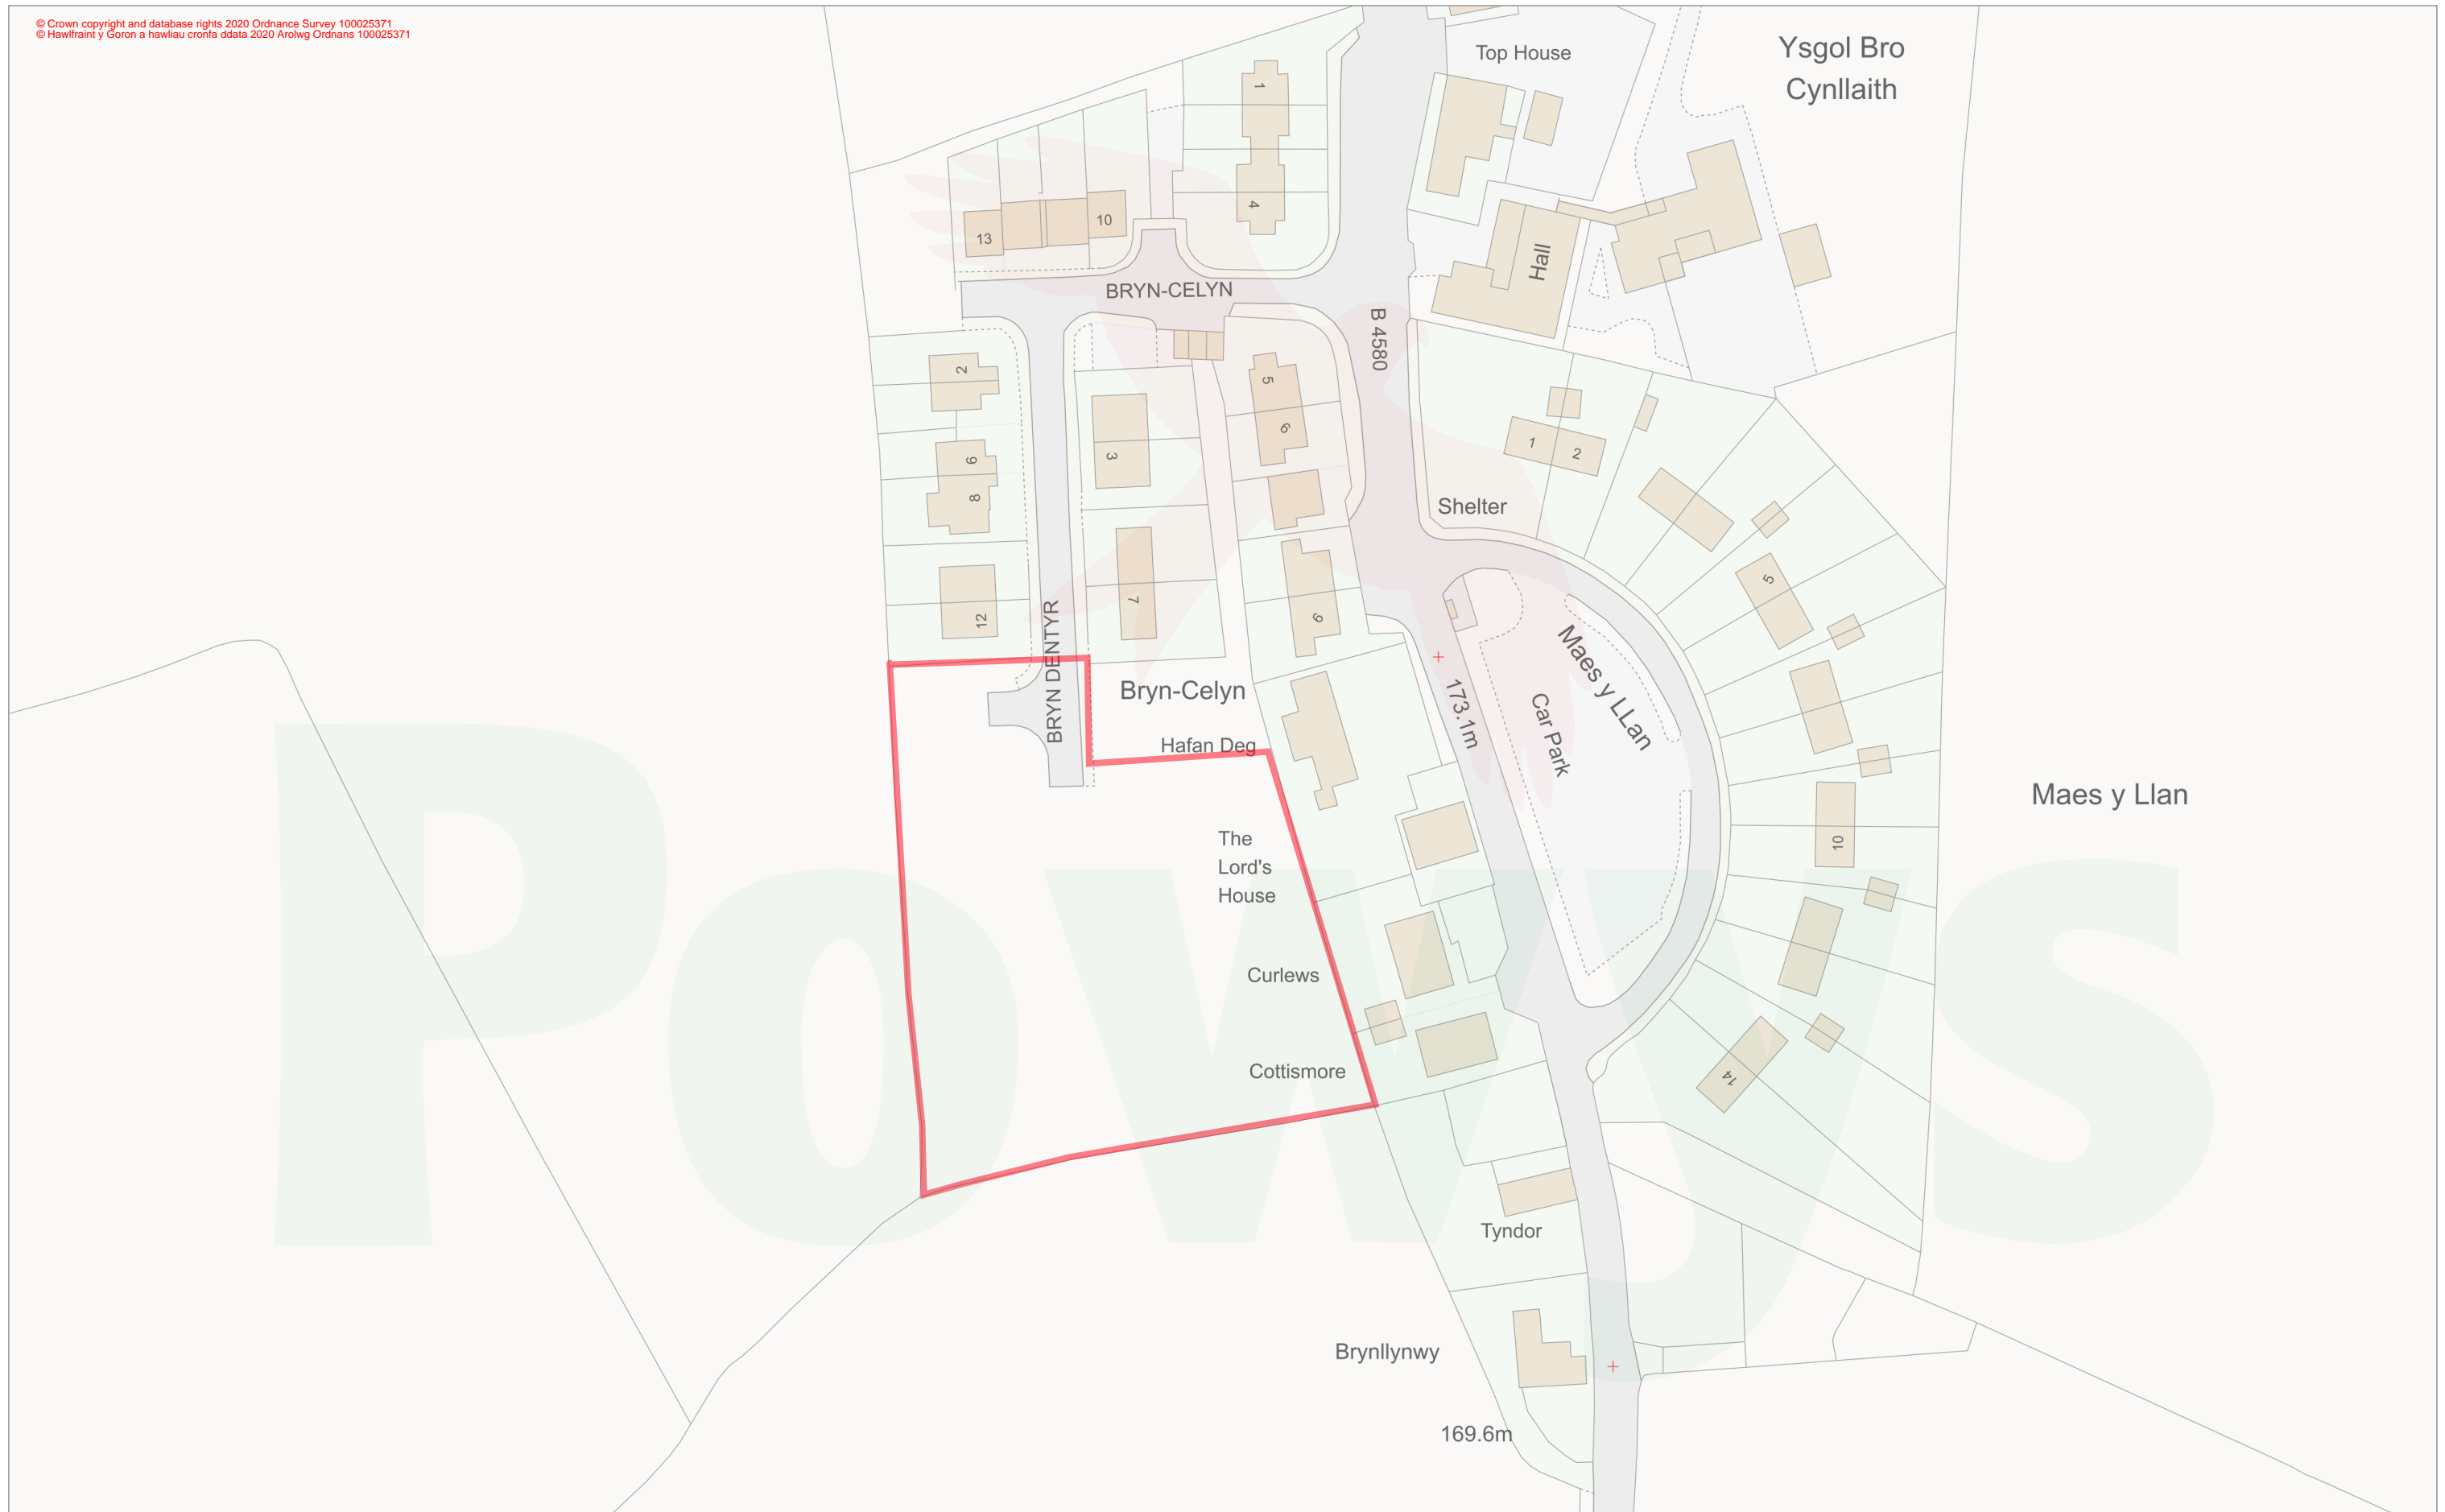 © Crown copyright and database rights 2020 Ordnance Survey 100025371
© Hawlfraint y Goron a hawliau cronfa ddata 2020 Arolwg Ordnans 100025371
Top House
Ysgol Bro
Cynllaith
1
4
10
13
Hall
BRYN-CELYN
B 4580
2
5
6
3
6
8
1
2
Shelter
5
7
12
9
BRYN DENTYR
Maes y LLan
Bryn-Celyn
173.1m
Car Park
Hafan Deg
Maes y Llan
The
Lord's
House
10
Curlews
Cottismore
14
Tyndor
Brynllynwy
169.6m
Powys